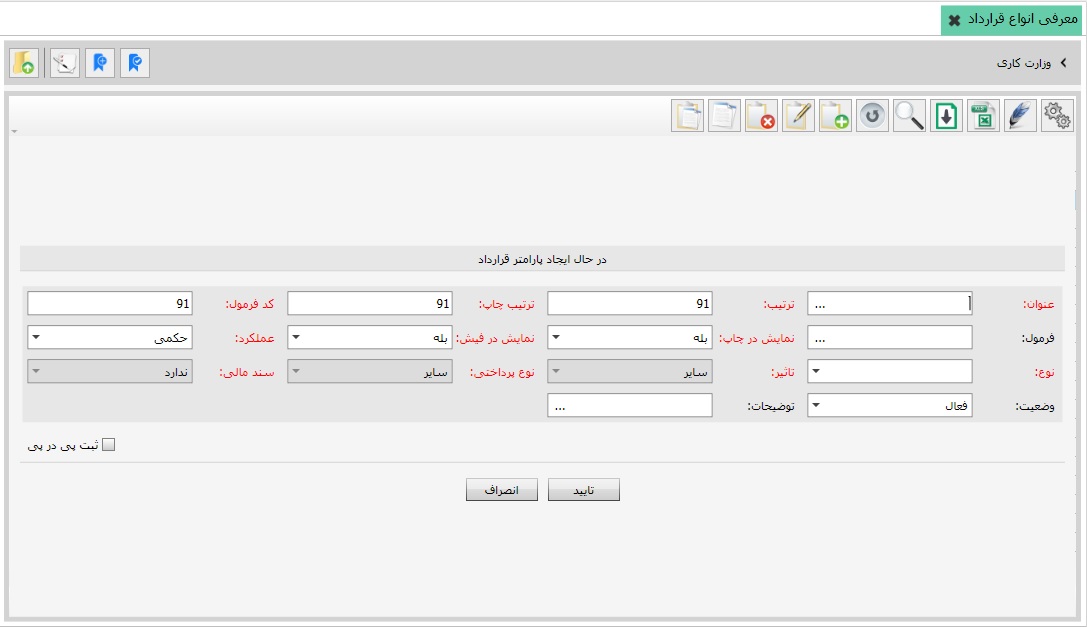 معرفی انواع قرارداد
وزارت کاری
در حال ایجاد پارامتر قرارداد
عنوان: ... ترتیب: 91 ترتیب چاپ: 91 کد فرمول: 91
فرمول: ... نمایش در چاپ: بله نمایش در فیش: بله عملکرد: حکمی
نوع: تاثیر: سایر نوع پرداختی: سایر سند مالی: ندارد
وضعیت: فعال توضیحات: ...
ثبت پی در پی
تایید انصراف